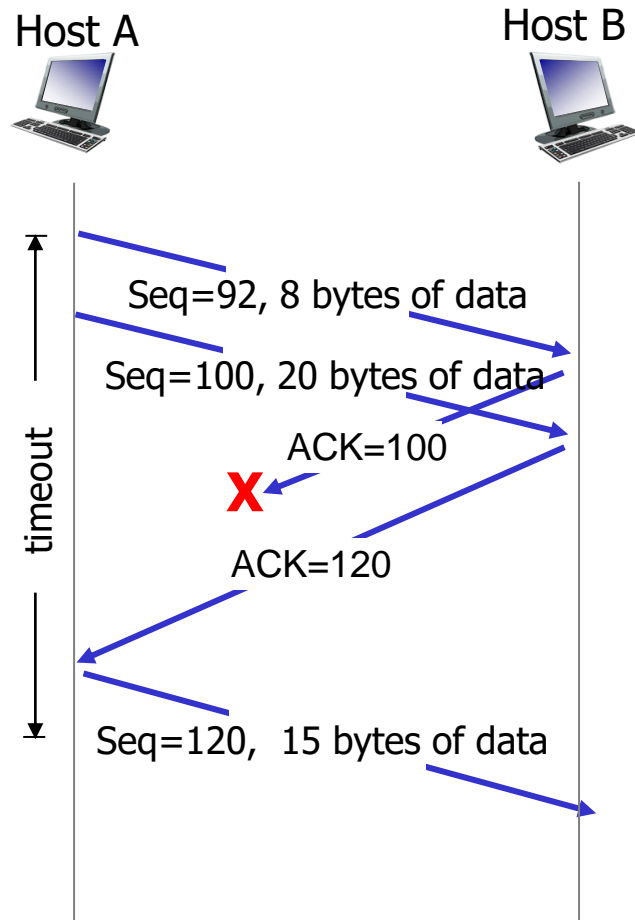 Host A
Host B
Seq=92, 8 bytes of data
Seq=100, 20 bytes of data
ACK=100
X
timeout
ACK=120
Seq=120,  15 bytes of data